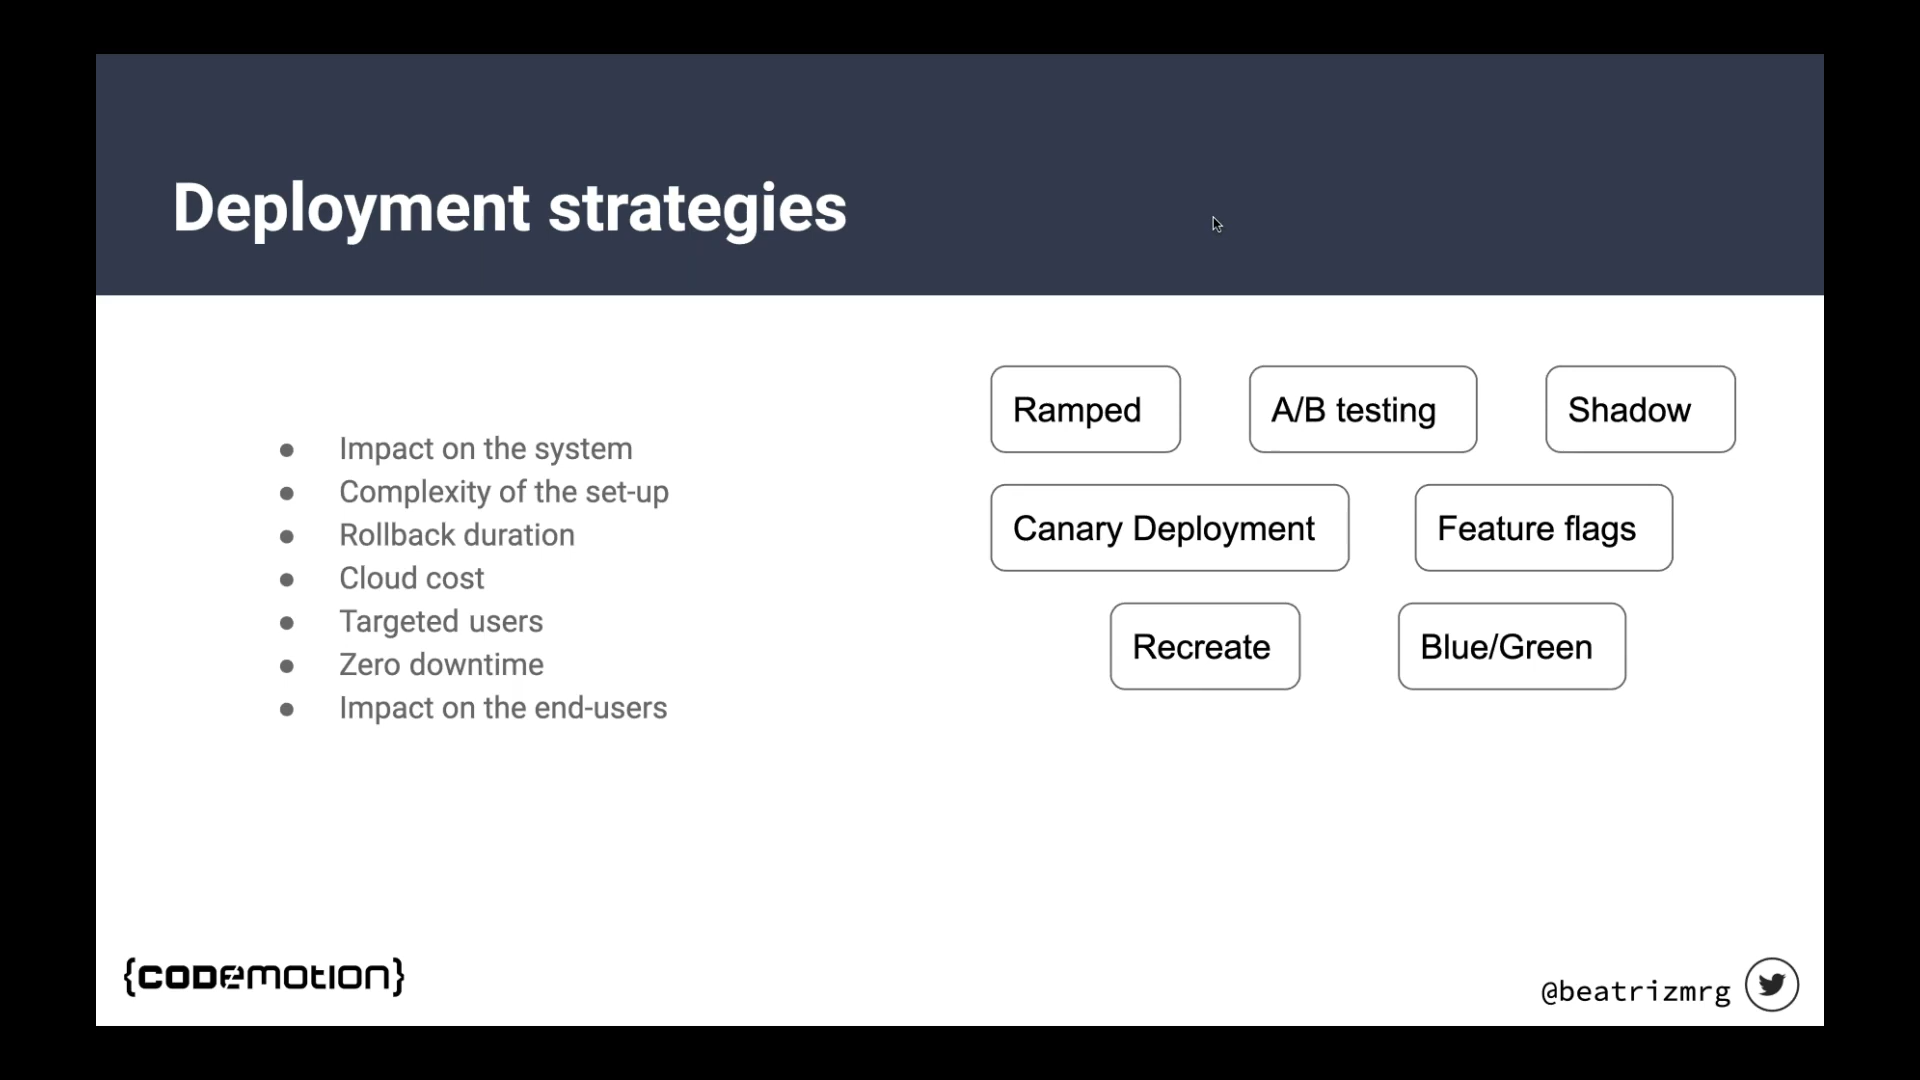 Deployment strategies
● Impact on the system
● Complexity of the set-up
● Rollback duration
● Cloud cost
● Targeted users
● Zero downtime
● Impact on the end-users
Ramped
A/B testing
Shadow
Canary Deployment
Feature flags
Recreate
Blue/Green
{CODEMOTION}
@beatrizmrg